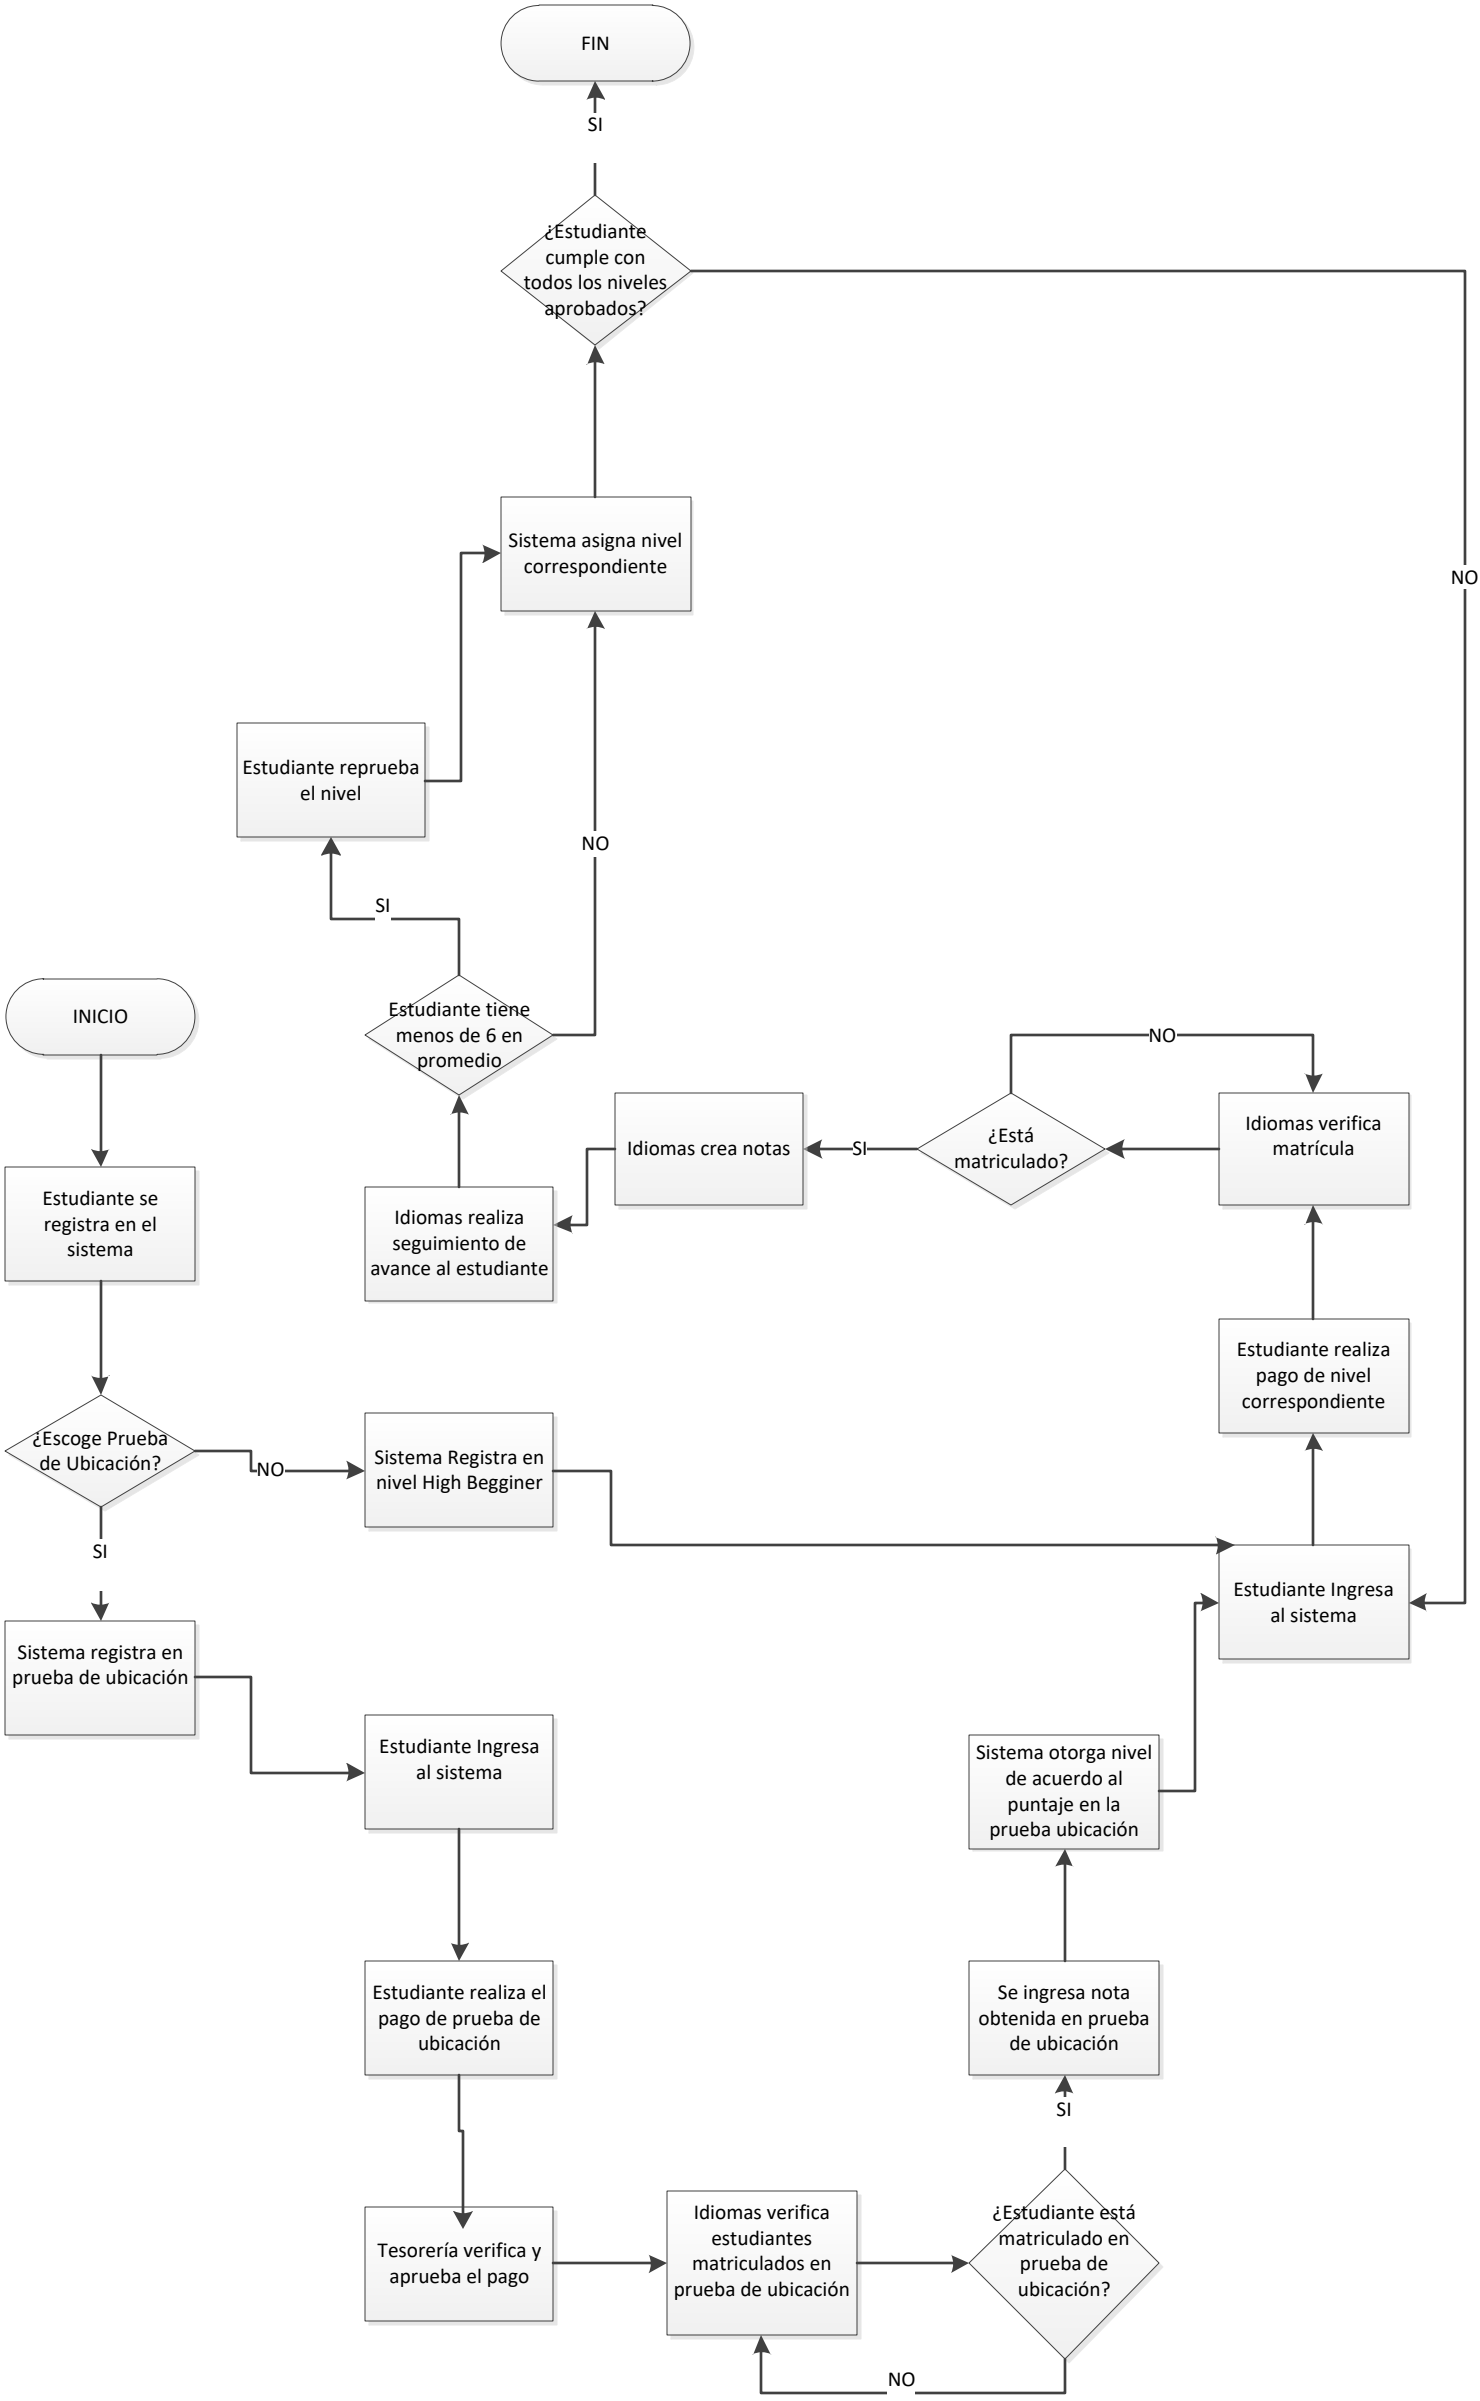 FIN
SI
¿Estudiante
cumple con
todos los niveles
aprobados?
NO
Sistema asigna nivel
correspondiente
Estudiante reprueba
el nivel
NO
SI
Estudiante tiene
menos de 6 en
promedio
INICIO
NO
Idiomas verifica
matrícula
¿Está
matriculado?
SI
Idiomas crea notas
Estudiante se
registra en el
sistema
Idiomas realiza
seguimiento de
avance al estudiante
Estudiante realiza
pago de nivel
correspondiente
¿Escoge Prueba
de Ubicación?
NO
Sistema Registra en
nivel High Begginer
SI
Estudiante Ingresa
al sistema
Sistema registra en
prueba de ubicación
Estudiante Ingresa
al sistema
Sistema otorga nivel
de acuerdo al
puntaje en la
prueba ubicación
Estudiante realiza el
pago de prueba de
ubicación
Se ingresa nota
obtenida en prueba
de ubicación
SI
Tesorería verifica y
aprueba el pago
Idiomas verifica
estudiantes
matriculados en
prueba de ubicación
¿Estudiante está
matriculado en
prueba de
ubicación?
NO